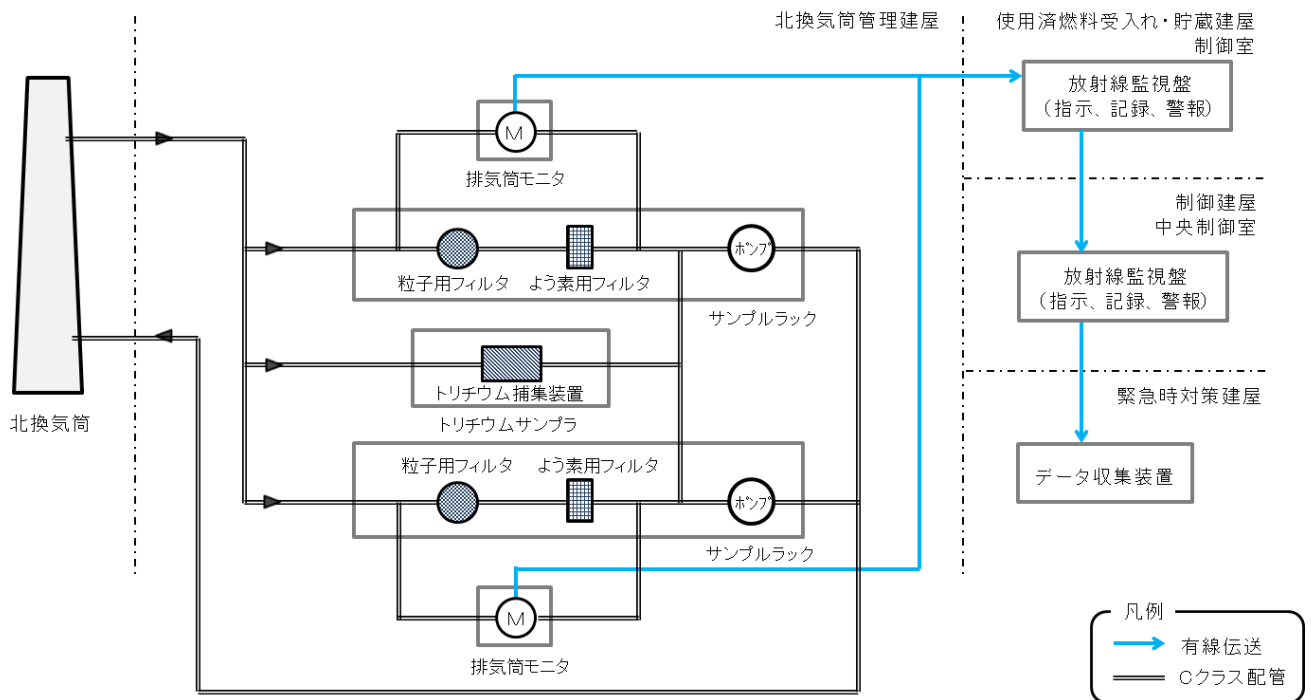 北換気筒管理建屋
使用済燃料受入れ・貯蔵建屋
制御室
放射線監視盤
(指示、記録、警報)
M
排気筒モニタ
制御建屋
中央制御室
ポンプ
粒子用フィルタ
よう素用フィルタ
放射線監視盤
(指示、記録、警報)
サンプルラック
トリチウム捕集装置
トリチウムサンプラ
北換気筒
緊急時対策建屋
粒子用フィルタ
よう素用フィルタ
データ収集装置
ポンプ
サンプルラック
M
排気筒モニタ
凡例
有線伝送
Cクラス配管